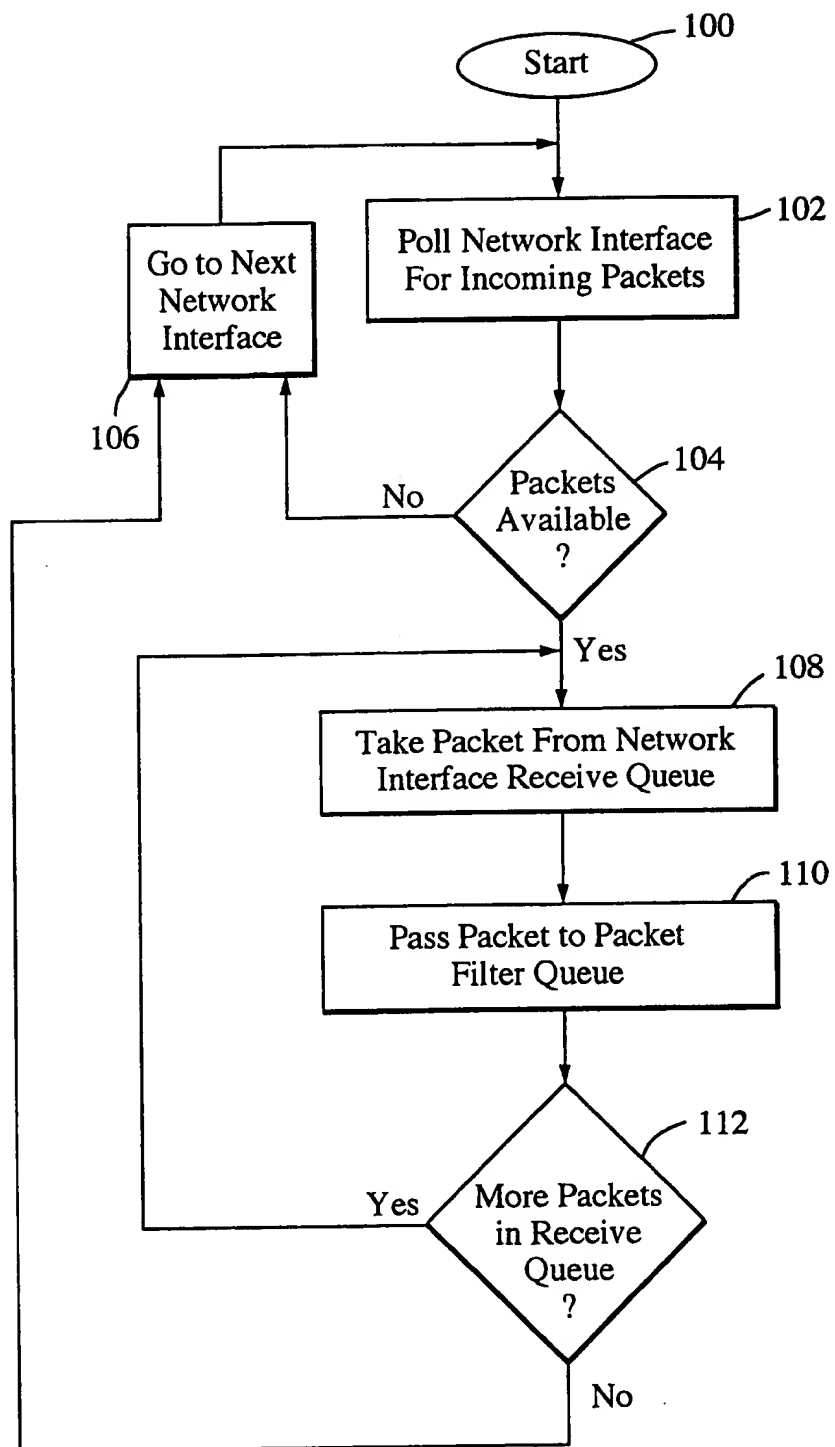 100
Start
102
Poll Network Interface
For Incoming Packets
Go to Next
Network
Interface
106
104
Packets
Available
?
No
Yes
108
Take Packet From Network
Interface Receive Queue
110
Pass Packet to Packet
Filter Queue
112
More Packets
in Receive
Queue
?
Yes
No